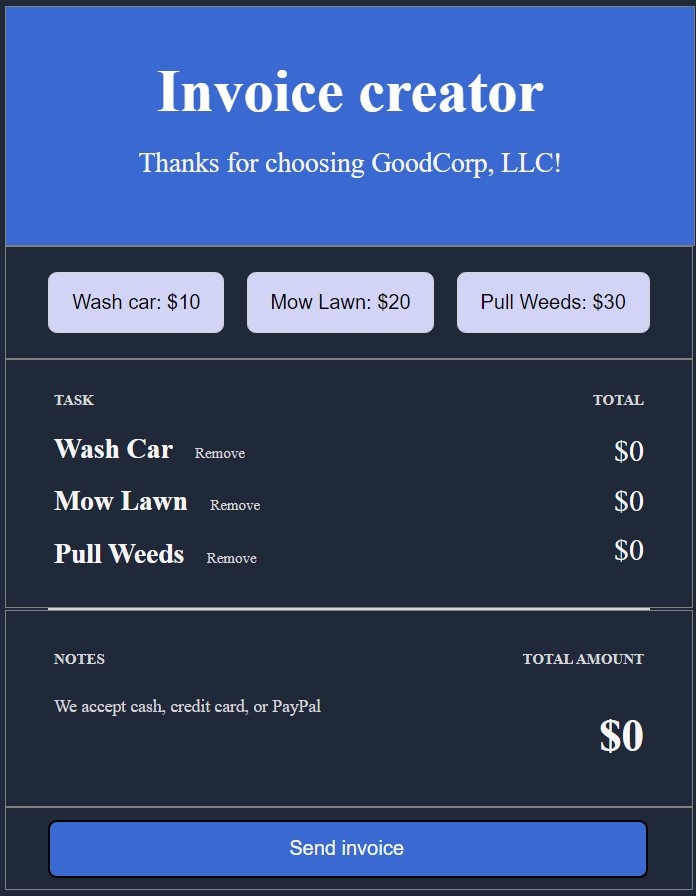 Invoice creator
Thanks for choosing GoodCorp, LLC!
Wash car: $10 Mow Lawn: $20 Pull Weeds: $30
TASK TOTAL
Wash Car Remove $0
Mow Lawn Remove $0
Pull Weeds Remove $0
NOTES TOTAL AMOUNT
We accept cash, credit card, or PayPal
$0
Send invoice